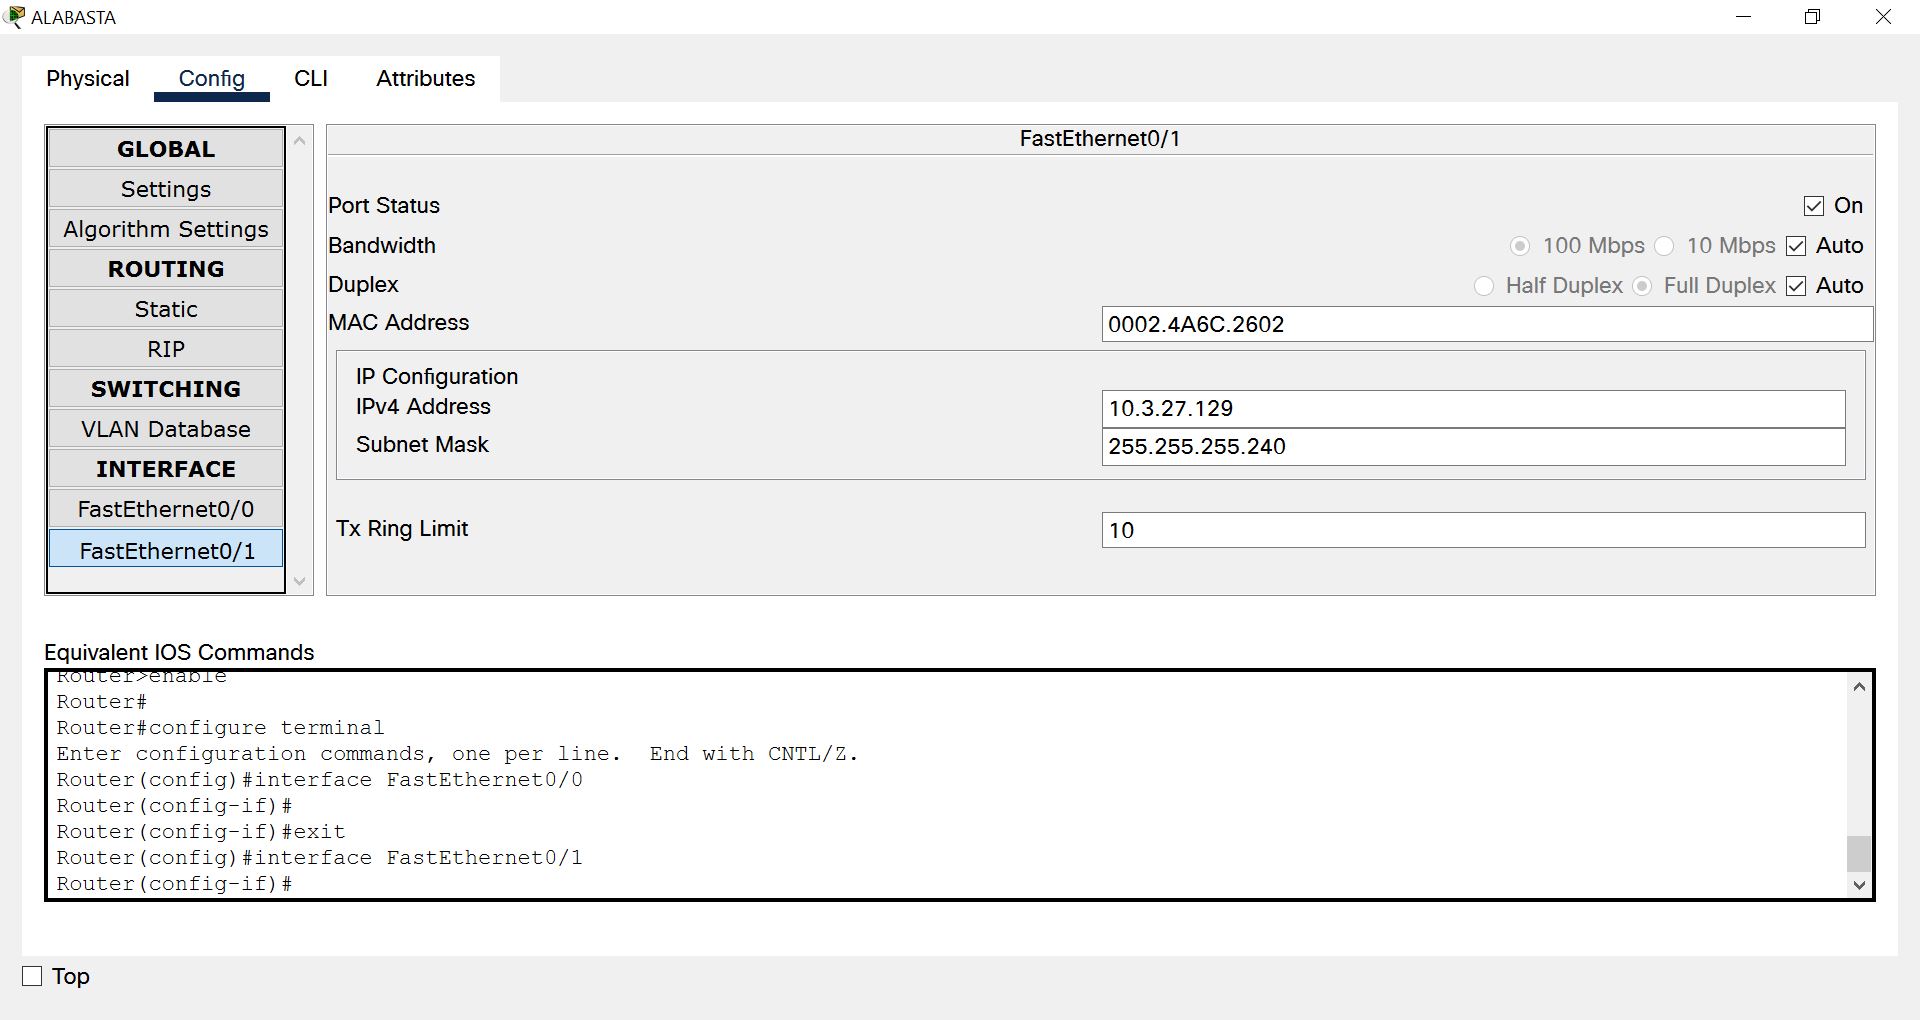 ALABASTA
Physical Config CLI Attributes
GLOBAL
Settings
Algorithm Settings
ROUTING
Static
RIP
SWITCHING
VLAN Database
INTERFACE
FastEthernet0/0
FastEthernet0/1
FastEthernet0/1
Port Status On
Bandwidth 100 Mbps 10 Mbps Auto
Duplex Half Duplex Full Duplex Auto
MAC Address 0002.4A6C.2602
IP Configuration
IPv4 Address 10.3.27.129
Subnet Mask 255.255.255.240
Tx Ring Limit 10
Equivalent IOS Commands
Router>enable
Router#
Router#configure terminal
Enter configuration commands, one per line.  End with CNTL/Z.
Router(config)#interface FastEthernet0/0
Router(config-if)#
Router(config-if)#exit
Router(config)#interface FastEthernet0/1
Router(config-if)#
Top